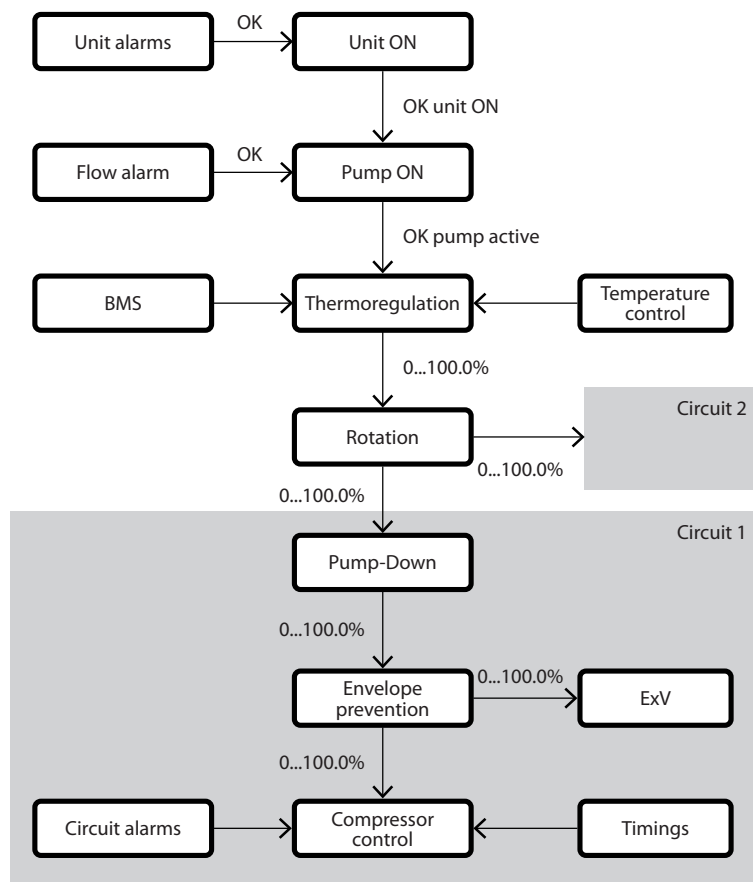 Unit alarms
OK
Unit ON
OK unit ON
Flow alarm
OK
Pump ON
OK pump active
BMS
Thermoregulation
Temperature
control
0...100.0%
Circuit 2
Rotation
0...100.0%
0...100.0%
Circuit 1
Pump-Down
0...100.0%
Envelope
prevention
0...100.0%
ExV
0...100.0%
Circuit alarms
Compressor
control
Timings